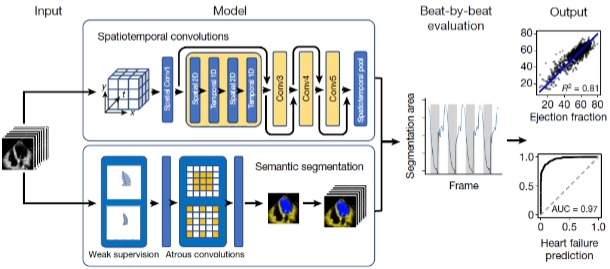 Input
Model
Beat-by-beat
evaluation
Output
Spatiotemporal convolutions
y
t
x
Spatial Conv1
Spatial 2D
Temporal 1D
Spatial 2D
Temporal 1D
Conv3
Conv4
Conv5
Spatiotemporal pool
Semantic segmentation
Weak supervision
Atrous convolutions
Segmentation area
Frame
80
60
40
20
R² = 0.81
20 40 60 80
Ejection fraction
1.0
0.5
0
AUC = 0.97
0 1.0
Heart failure
prediction